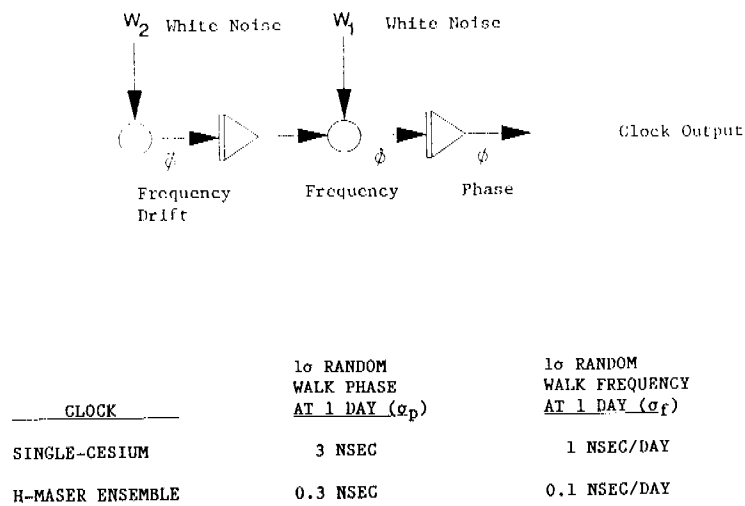 W2 White Noise W1 White Noise
Clock Output
φ̈ φ̇ φ
Frequency Drift Frequency Phase
1σ RANDOM WALK PHASE AT 1 DAY (σp) 1σ RANDOM WALK FREQUENCY AT 1 DAY (σf)
CLOCK
SINGLE-CESIUM 3 NSEC 1 NSEC/DAY
H-MASER ENSEMBLE 0.3 NSEC 0.1 NSEC/DAY